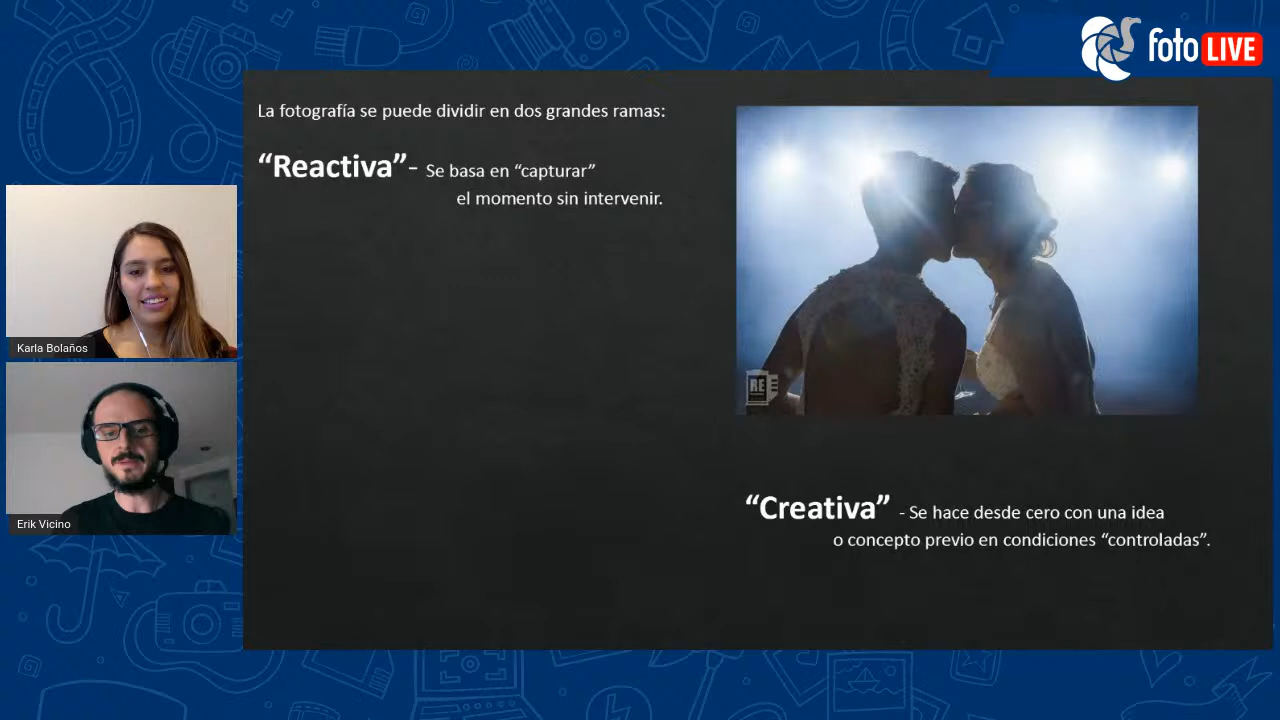 foto LIVE
La fotografía se puede dividir en dos grandes ramas:
“Reactiva”- Se basa en “capturar”
el momento sin intervenir.
RE
“Creativa” - Se hace desde cero con una idea
o concepto previo en condiciones “controladas”.
Karla Bolaños
Erik Vicino